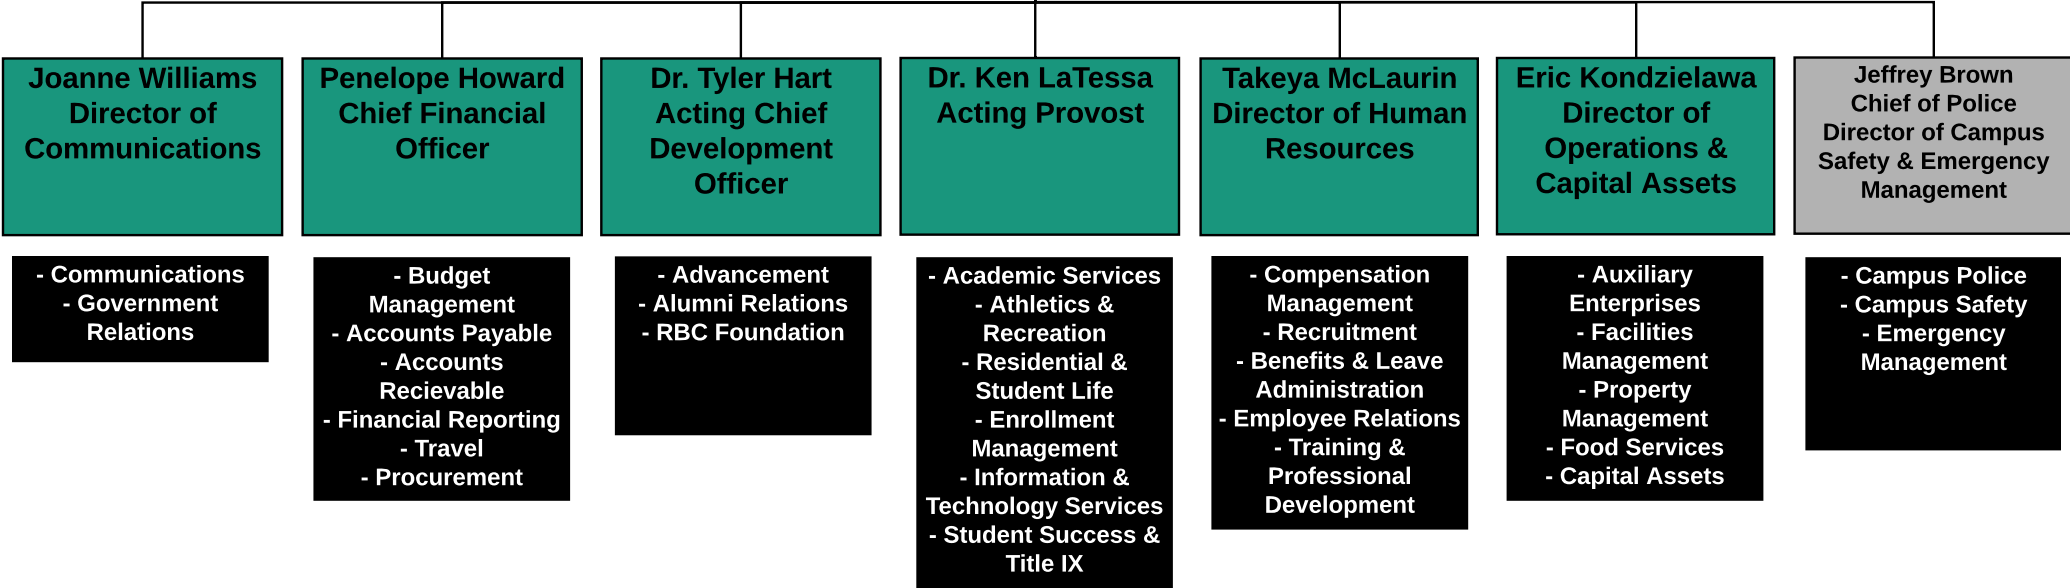 Joanne Williams
Director of
Communications
Penelope Howard
Chief Financial
Officer
Dr. Tyler Hart
Acting Chief
Development
Officer
Dr. Ken LaTessa
Acting Provost
Takeya McLaurin
Director of Human
Resources
Eric Kondzielawa
Director of
Operations &
Capital Assets
Jeffrey Brown
Chief of Police
Director of Campus
Safety & Emergency
Management
- Communications
- Government
Relations
- Budget
Management
- Accounts Payable
- Accounts
Recievable
- Financial Reporting
- Travel
- Procurement
- Advancement
- Alumni Relations
- RBC Foundation
- Academic Services
- Athletics &
Recreation
- Residential &
Student Life
- Enrollment
Management
- Information &
Technology Services
- Student Success &
Title IX
- Compensation
Management
- Recruitment
- Benefits & Leave
Administration
- Employee Relations
- Training &
Professional
Development
- Auxiliary
Enterprises
- Facilities
Management
- Property
Management
- Food Services
- Capital Assets
- Campus Police
- Campus Safety
- Emergency
Management